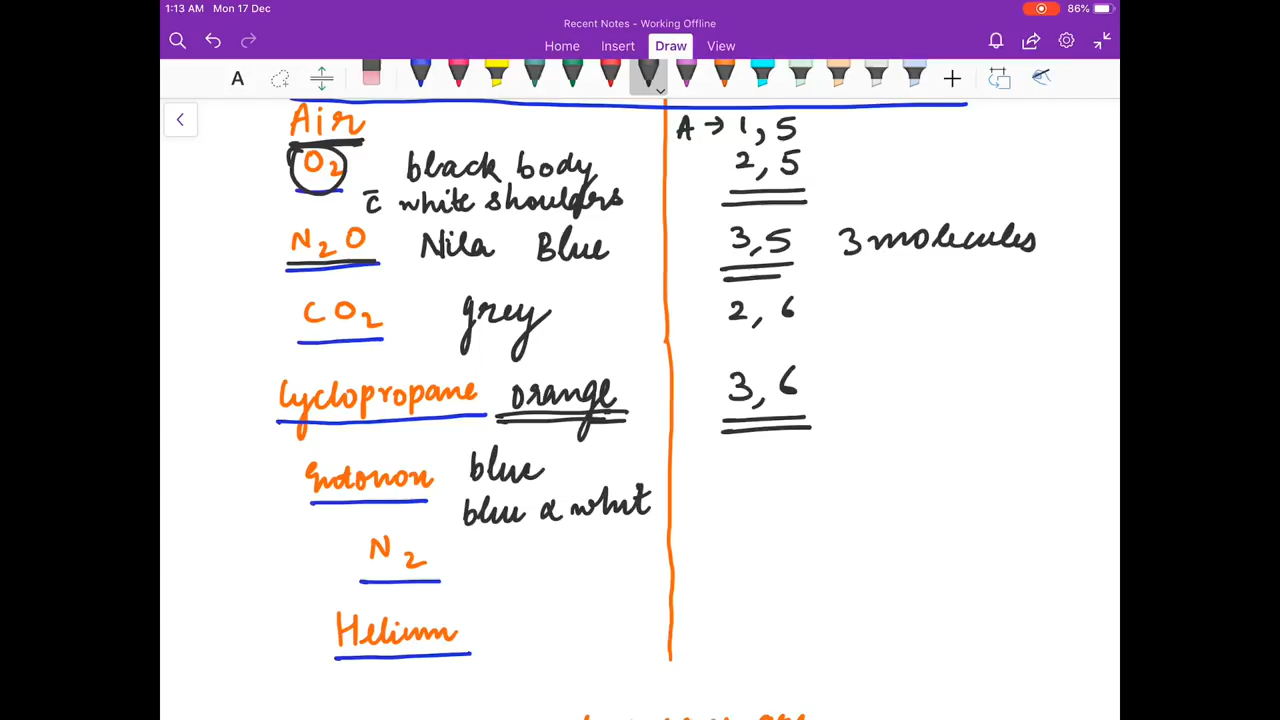 1:13 AM Mon 17 Dec
86%
Recent Notes - Working Offline
Home Insert Draw View
A
Air A → 1, 5
O2 black body 2, 5
c̄ white shoulders
N2O Nila Blue 3, 5 3 molecules
CO2 grey 2, 6
Cyclopropane orange 3, 6
Entonox blue
blue & whit
N2
Helium